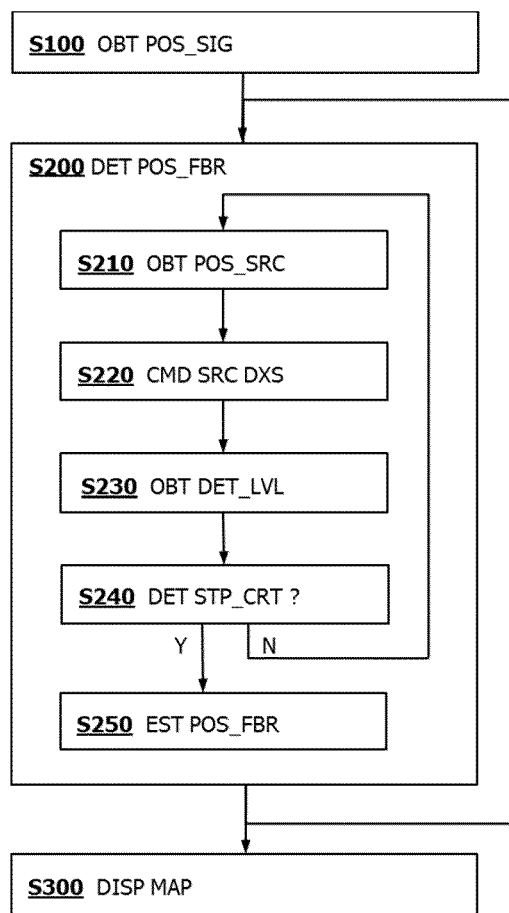 S100 OBT POS_SIG
S200 DET POS_FBR
S210 OBT POS_SRC
S220 CMD SRC DXS
S230 OBT DET_LVL
S240 DET STP_CRT ?
Y N
S250 EST POS_FBR
S300 DISP MAP